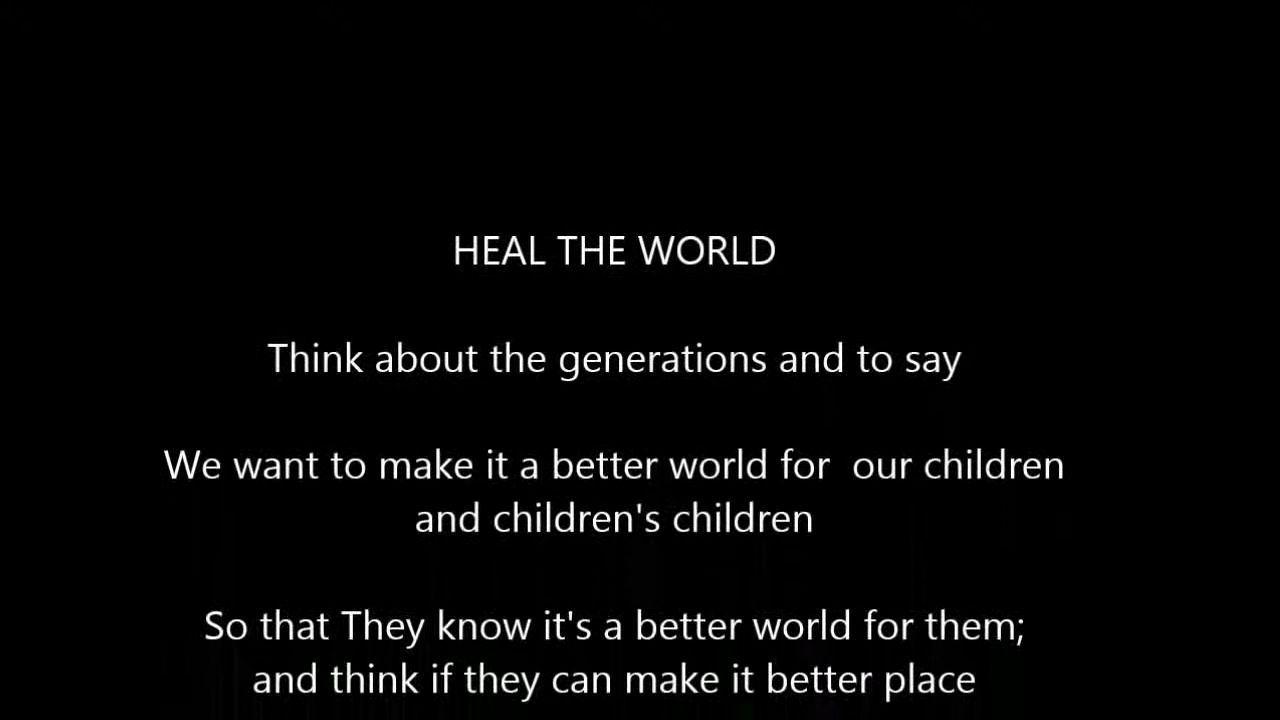 HEAL THE WORLD
Think about the generations and to say
We want to make it a better world for  our children
and children's children
So that They know it's a better world for them;
and think if they can make it better place